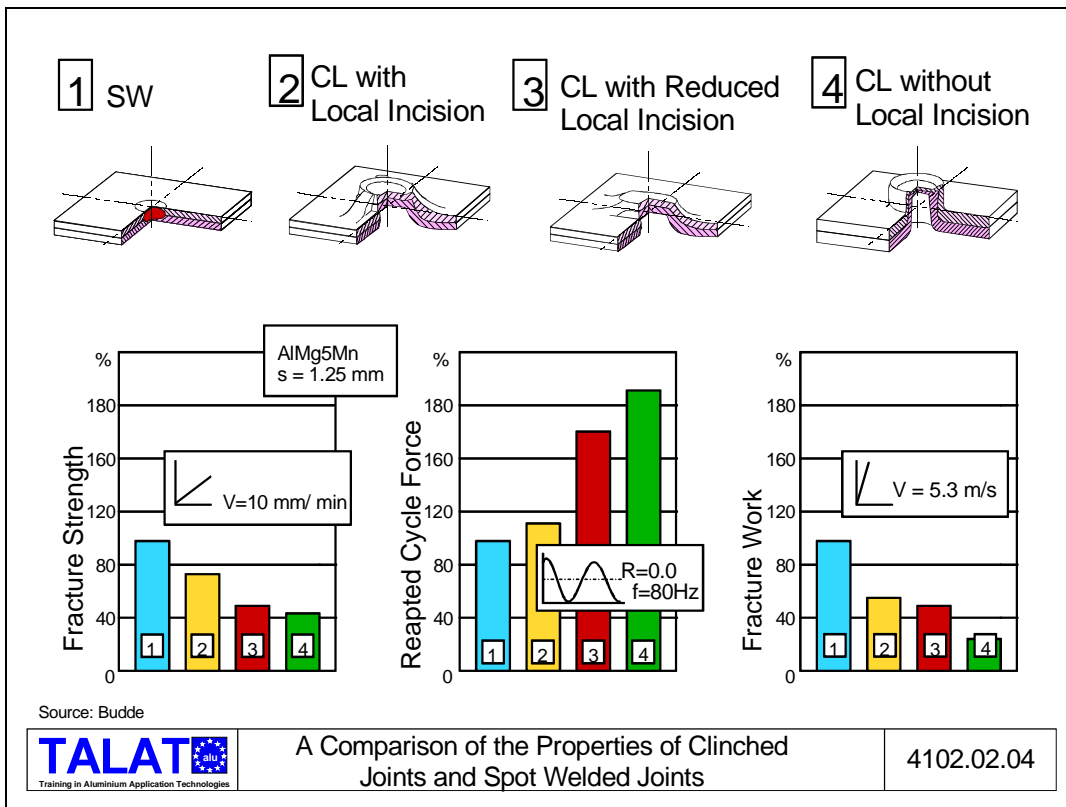 1 SW
2 CL with
Local Incision
3 CL with Reduced
Local Incision
4 CL without
Local Incision
AlMg5Mn
s = 1.25 mm
%
180
160
120
80
40
0
Fracture Strength
V=10 mm/ min
1 2 3 4
%
180
160
120
80
40
0
Reapted Cycle Force
R=0.0
f=80Hz
1 2 3 4
%
180
160
120
80
40
0
Fracture Work
V = 5.3 m/s
1 2 3 4
Source: Budde
TALAT
alu
Training in Aluminium Application Technologies
A Comparison of the Properties of Clinched
Joints and Spot Welded Joints
4102.02.04